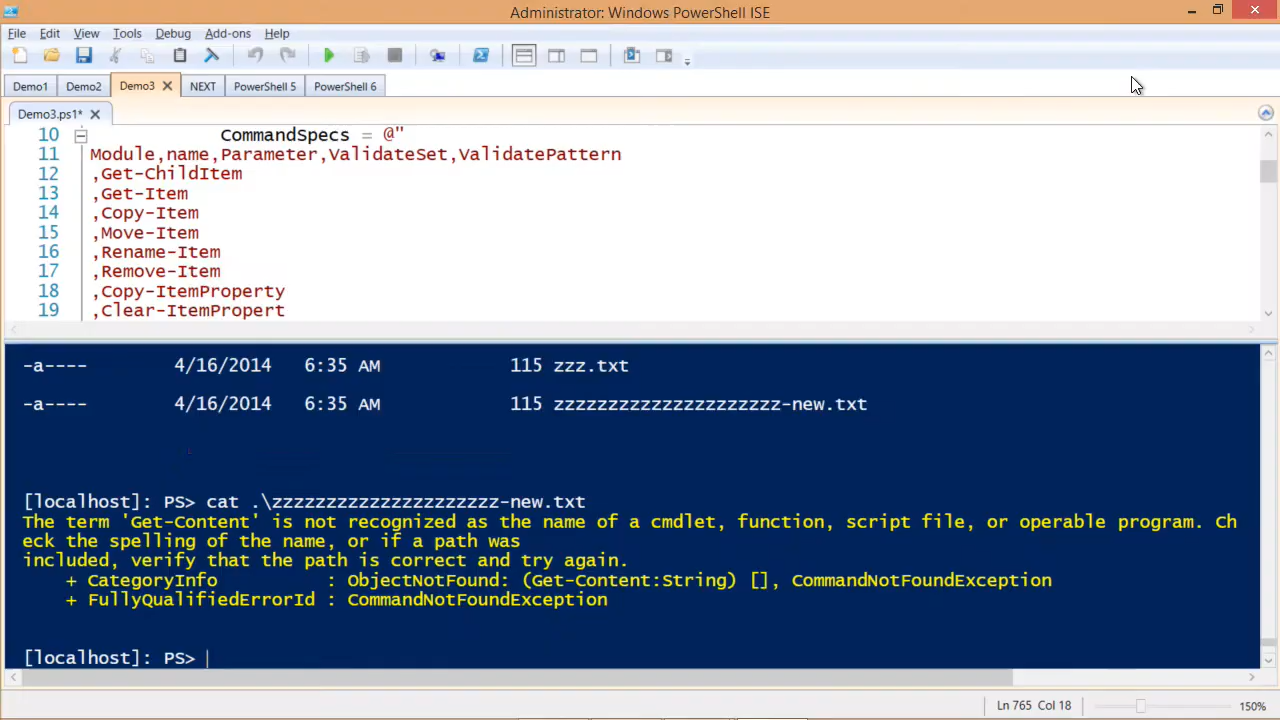 Administrator: Windows PowerShell ISE
File Edit View Tools Debug Add-ons Help
Demo1 Demo2 Demo3 NEXT PowerShell 5 PowerShell 6
Demo3.ps1*
10 CommandSpecs = @"
11 Module,name,Parameter,ValidateSet,ValidatePattern
12 ,Get-ChildItem
13 ,Get-Item
14 ,Copy-Item
15 ,Move-Item
16 ,Rename-Item
17 ,Remove-Item
18 ,Copy-ItemProperty
19 ,Clear-ItemPropert
-a---- 4/16/2014 6:35 AM 115 zzz.txt
-a---- 4/16/2014 6:35 AM 115 zzzzzzzzzzzzzzzzzzzzz-new.txt
[localhost]: PS> cat .\zzzzzzzzzzzzzzzzzzzzz-new.txt
The term 'Get-Content' is not recognized as the name of a cmdlet, function, script file, or operable program. Ch
eck the spelling of the name, or if a path was
included, verify that the path is correct and try again.
+ CategoryInfo : ObjectNotFound: (Get-Content:String) [], CommandNotFoundException
+ FullyQualifiedErrorId : CommandNotFoundException
[localhost]: PS>
Ln 765 Col 18 150%